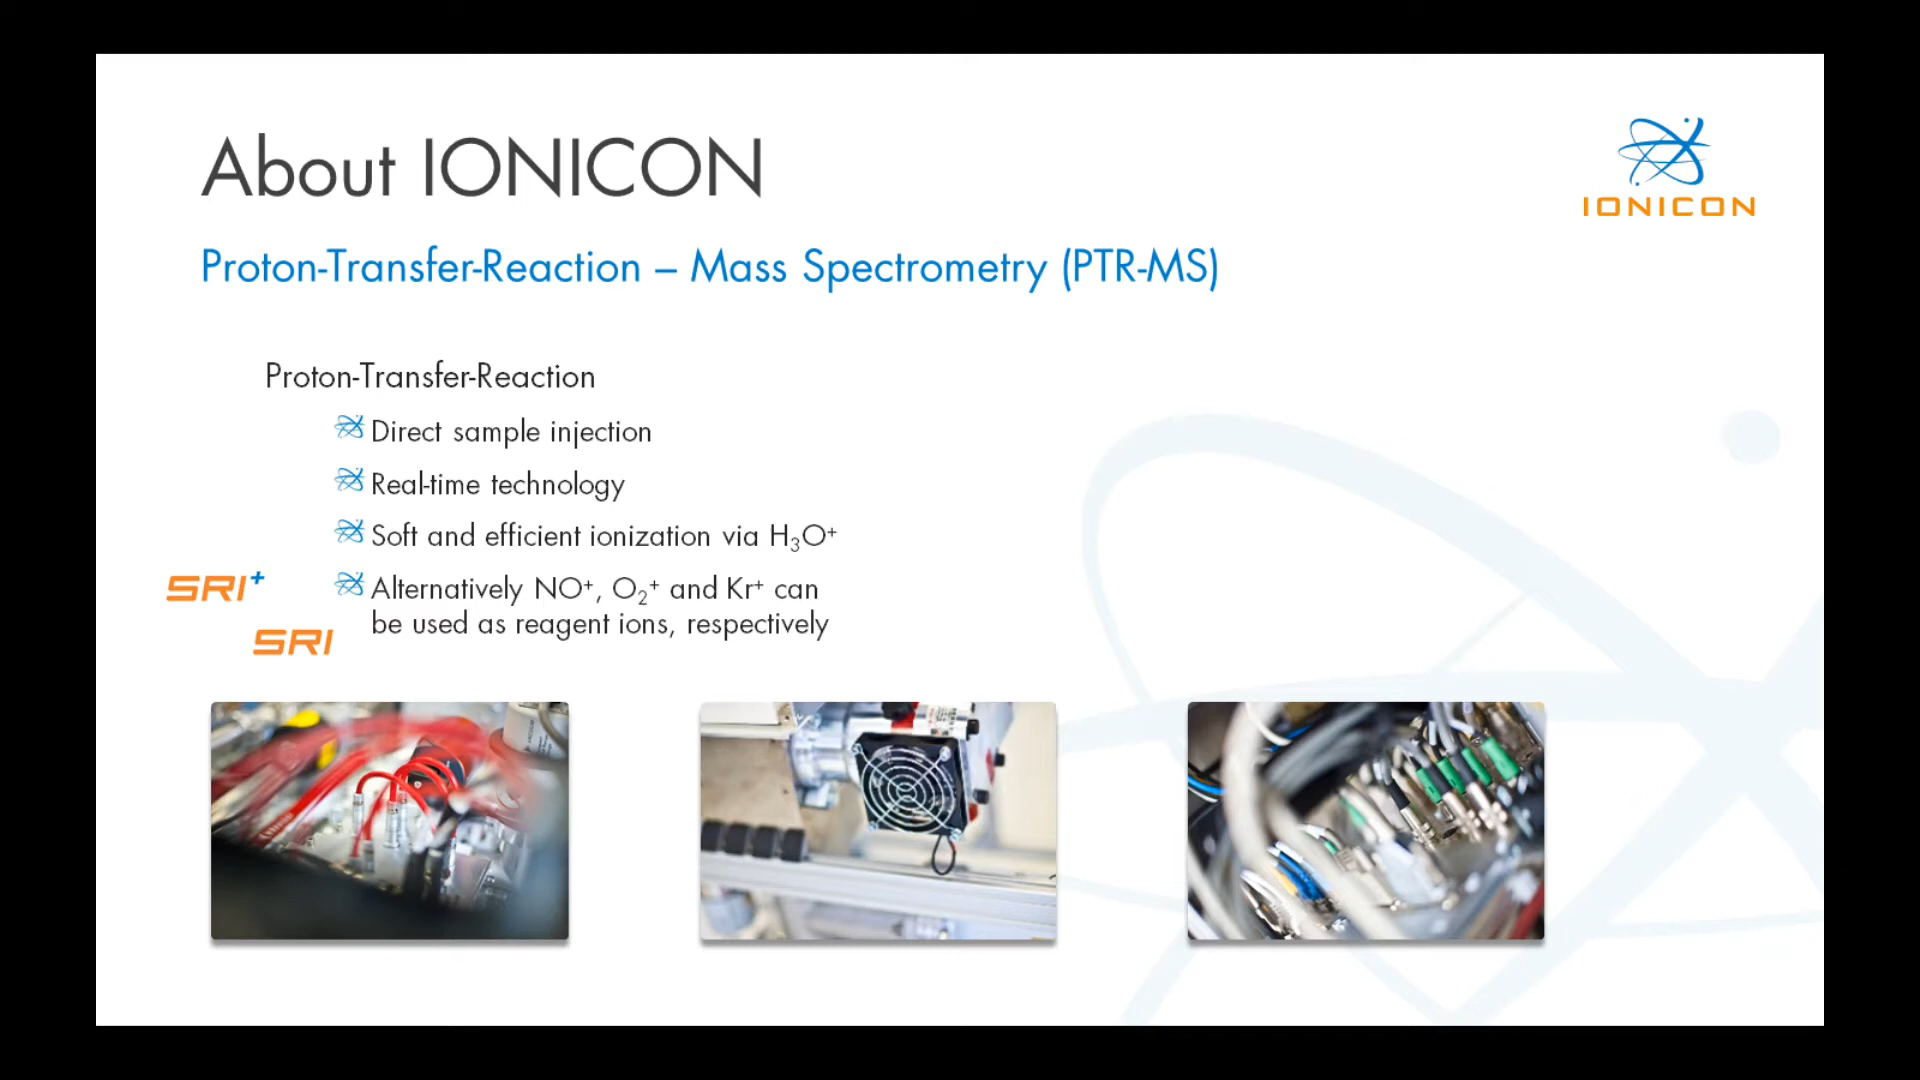 About IONICON
IONICON
Proton-Transfer-Reaction – Mass Spectrometry (PTR-MS)
Proton-Transfer-Reaction
Direct sample injection
Real-time technology
Soft and efficient ionization via H₃O⁺
SRI⁺
Alternatively NO⁺, O₂⁺ and Kr⁺ can
be used as reagent ions, respectively
SRI